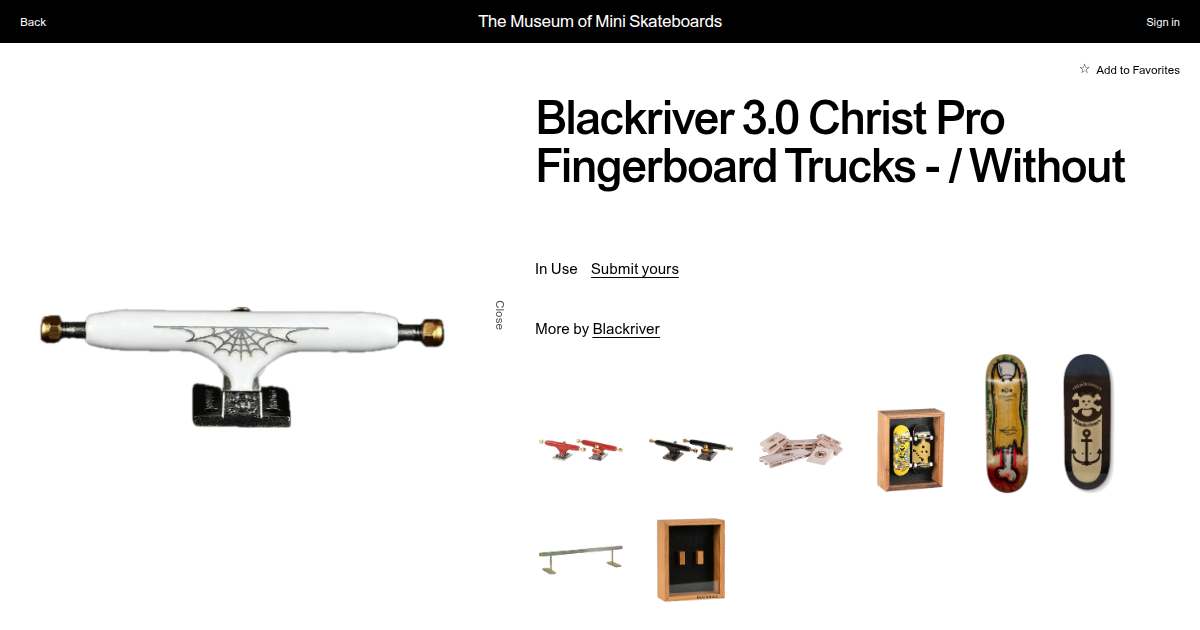 Back
The Museum of Mini Skateboards
Sign in
☆ Add to Favorites
Blackriver 3.0 Christ Pro
Fingerboard Trucks - / Without
In Use Submit yours
Close
More by Blackriver